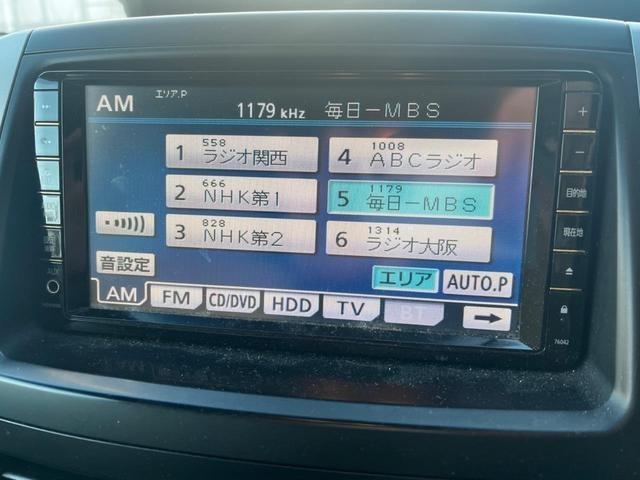 AM エリア.P
1179 kHz 毎日ーMBS
558
1 ラジオ関西
1008
4 ABCラジオ
666
2 NHK第1
1179
5 毎日ーMBS
828
3 NHK第2
1314
6 ラジオ大阪
音設定
エリア AUTO.P
AM FM CD/DVD HDD TV BT
+
−
目的地
現在地
AUX
76042